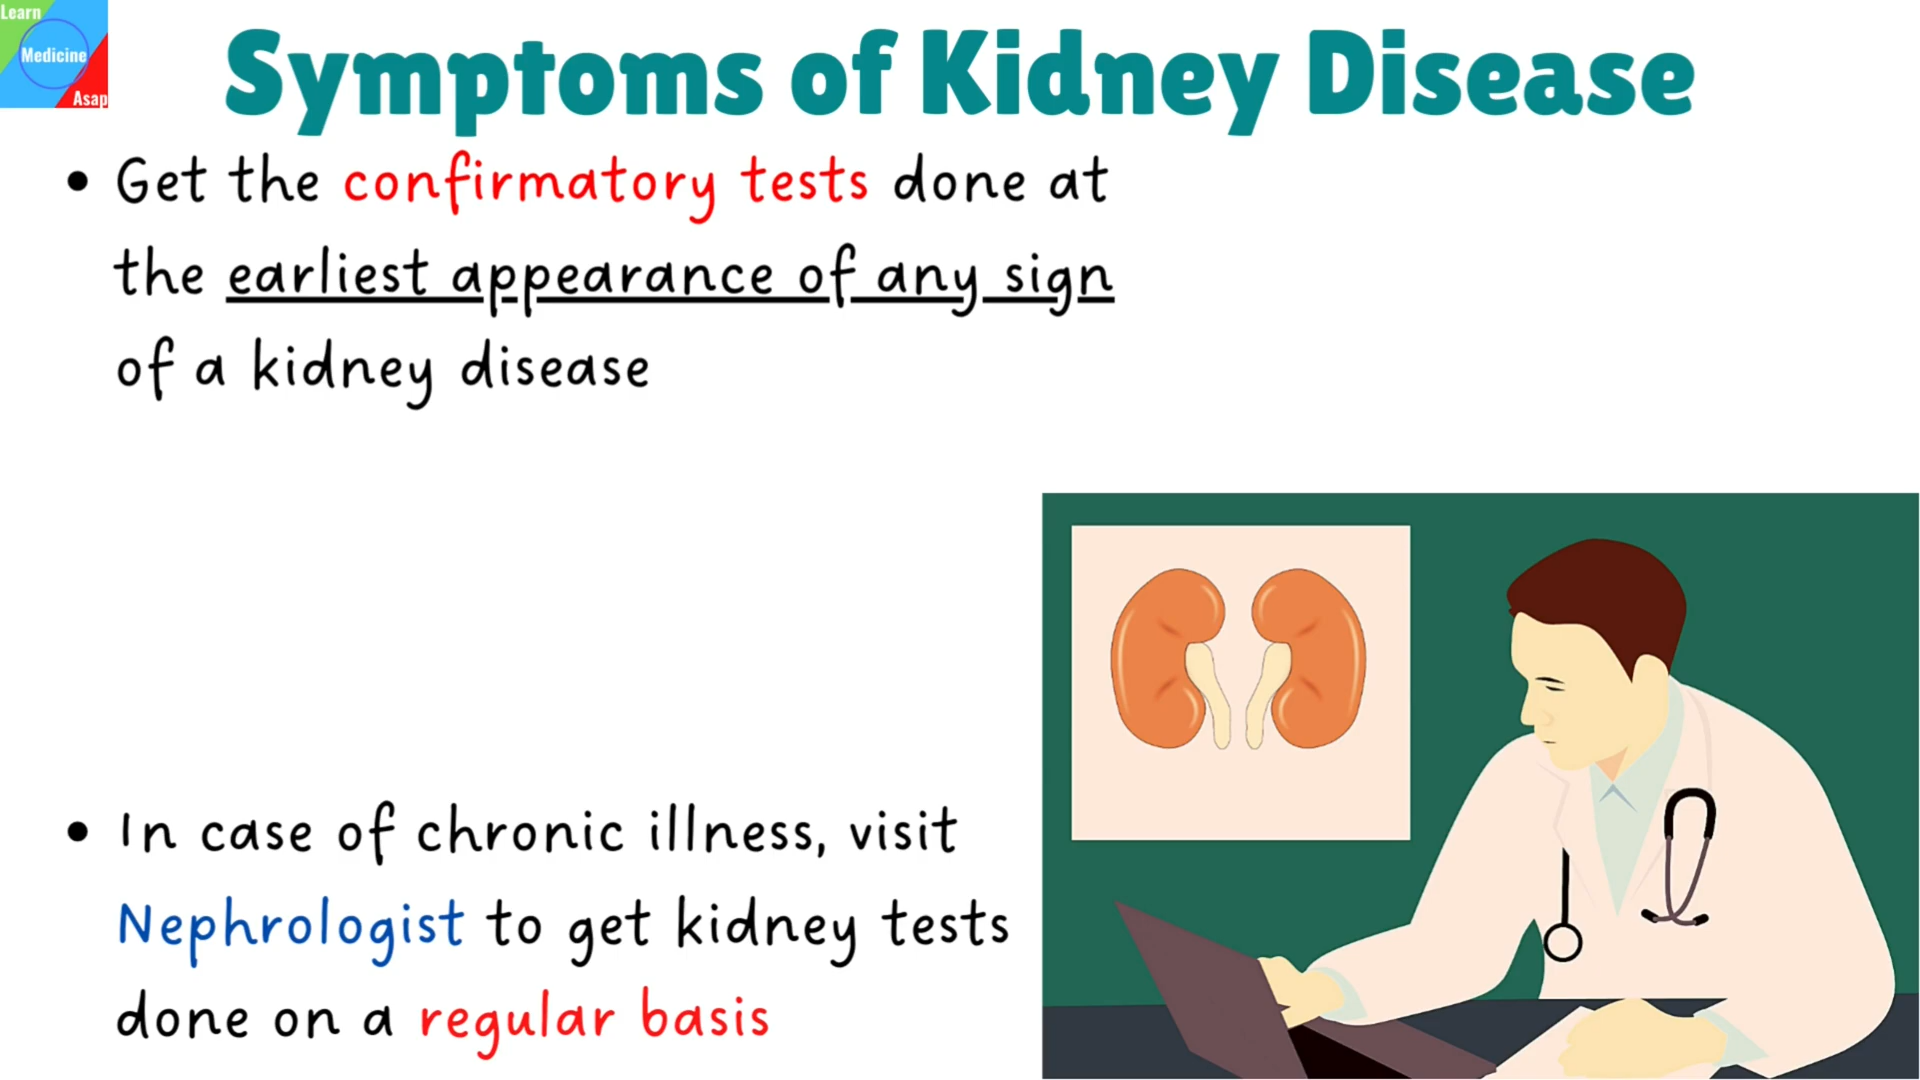 Learn
Medicine
Asap
Symptoms of Kidney Disease
• Get the confirmatory tests done at
the earliest appearance of any sign
of a kidney disease
• In case of chronic illness, visit
Nephrologist to get kidney tests
done on a regular basis